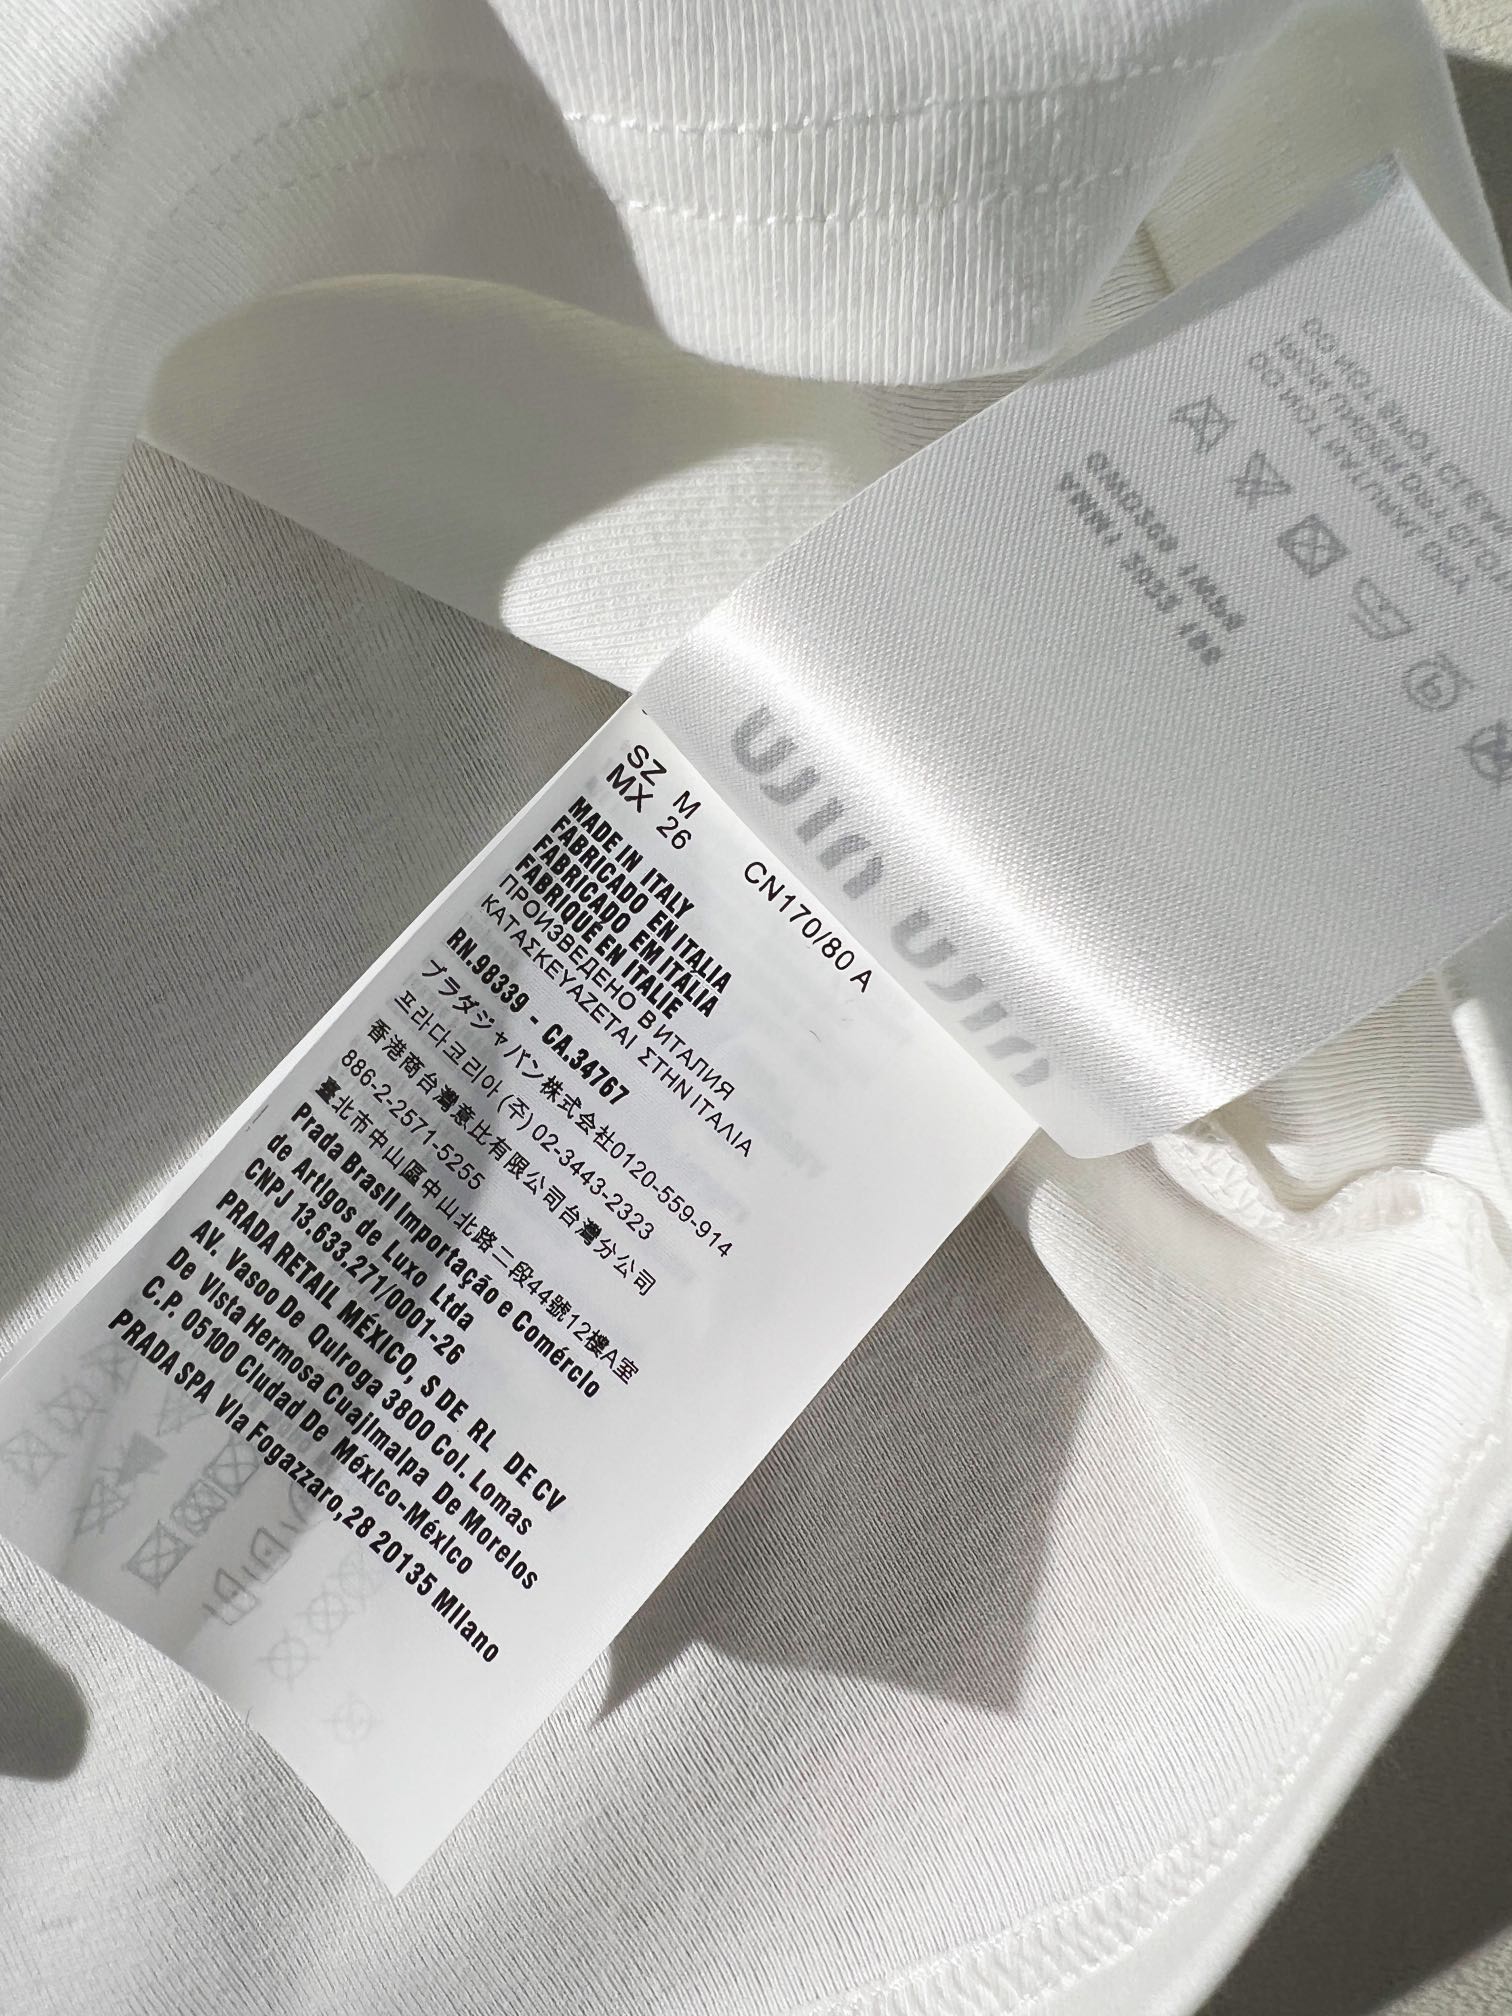 SZ M CN170/80 A
MX 26
MADE IN ITALY
FABRICADO EN ITALIA
FABRICADO EM ITÁLIA
FABRIQUÉ EN ITALIE
ПРОИЗВЕДЕНО В ИТАЛИЯ
ΚΑΤΑΣΚΕΥΑΖΕΤΑΙ ΣΤΗΝ ΙΤΑΛΙΑ
RN.98339 - CA.34767
プラダジャパン株式会社0120-559-914
프라다코리아 (주) 02-3443-2323
香港商台灣意比有限公司台灣分公司
886-2-2571-5255
臺北市中山區中山北路二段44號12樓A室
Prada Brasil Importação e Comércio
de Artigos de Luxo Ltda
CNPJ 13.633.271/0001-26
PRADA RETAIL MÉXICO, S DE RL DE CV
AV. Vasco De Quiroga 3800 Col. Lomas
De Vista Hermosa Cuajimalpa De Morelos
C.P. 05100 Ciudad De México-México
PRADA SPA Via Fogazzaro,28 20135 Milano
miu miu